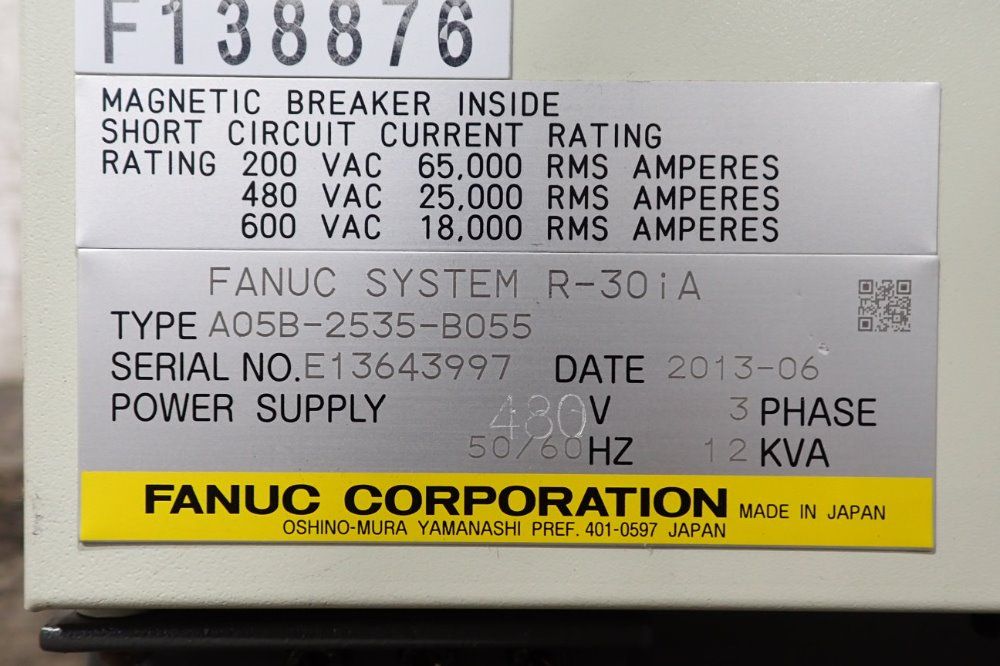 F138876
MAGNETIC BREAKER INSIDE
SHORT CIRCUIT CURRENT RATING
RATING 200 VAC 65,000 RMS AMPERES
480 VAC 25,000 RMS AMPERES
600 VAC 18,000 RMS AMPERES
FANUC SYSTEM R-30iA
TYPE A05B-2535-B055
SERIAL NO. E13643997 DATE 2013-06
POWER SUPPLY 480 V 3 PHASE
50/60 HZ 12 KVA
FANUC CORPORATION MADE IN JAPAN
OSHINO-MURA YAMANASHI PREF. 401-0597 JAPAN